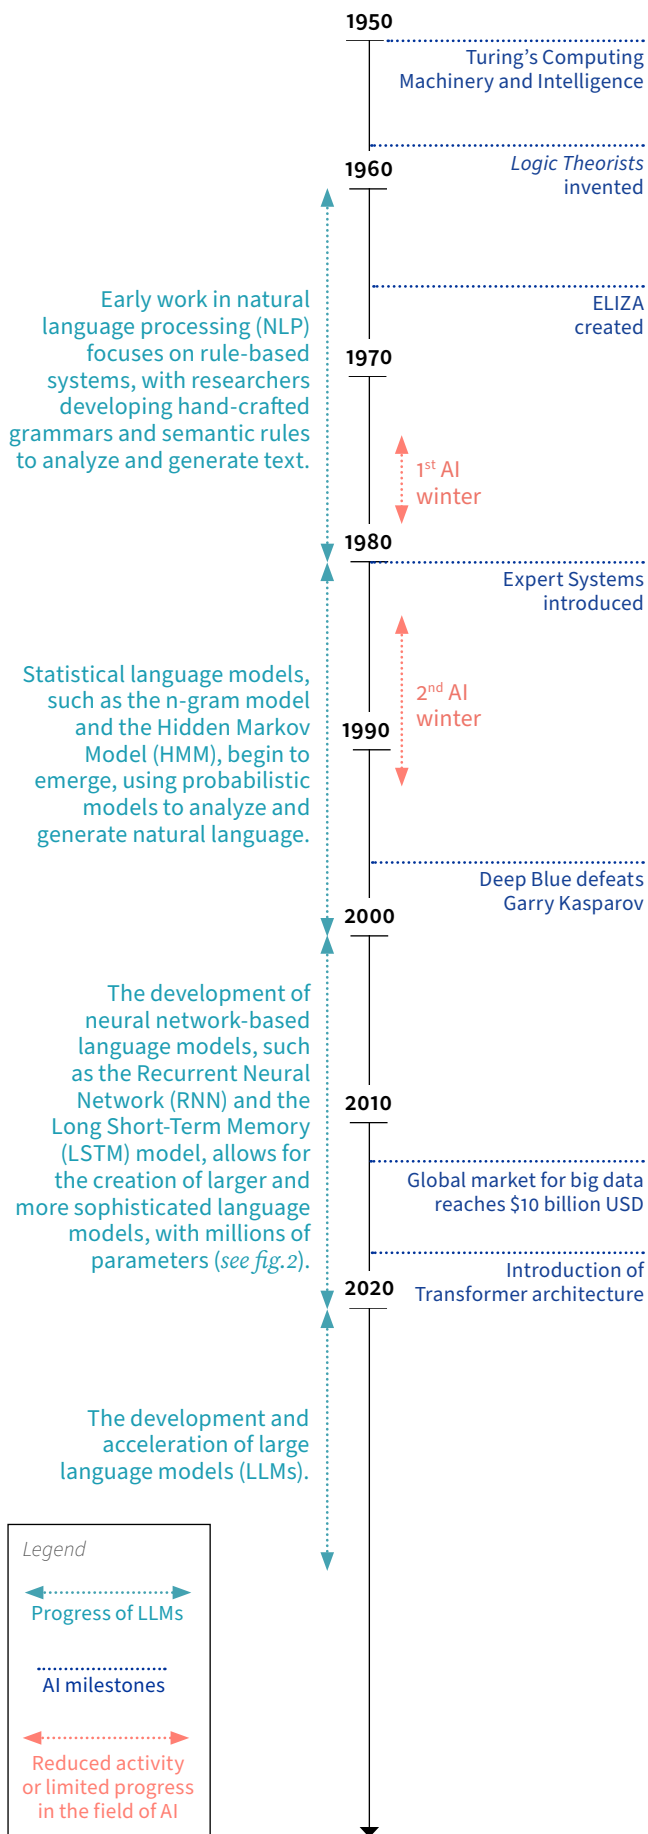 1950
Turing’s Computing
Machinery and Intelligence
1960
Logic Theorists
invented
ELIZA
created
Early work in natural
language processing (NLP)
focuses on rule-based
systems, with researchers
developing hand-crafted
grammars and semantic rules
to analyze and generate text.
1970
1st AI
winter
1980
Expert Systems
introduced
Statistical language models,
such as the n-gram model
and the Hidden Markov
Model (HMM), begin to
emerge, using probabilistic
models to analyze and
generate natural language.
2nd AI
winter
1990
Deep Blue defeats
Garry Kasparov
2000
The development of
neural network-based
language models, such
as the Recurrent Neural
Network (RNN) and the
Long Short-Term Memory
(LSTM) model, allows for
the creation of larger and
more sophisticated language
models, with millions of
parameters (see fig.2).
2010
Global market for big data
reaches $10 billion USD
Introduction of
Transformer architecture
2020
The development and
acceleration of large
language models (LLMs).
Legend
Progress of LLMs
AI milestones
Reduced activity
or limited progress
in the field of AI